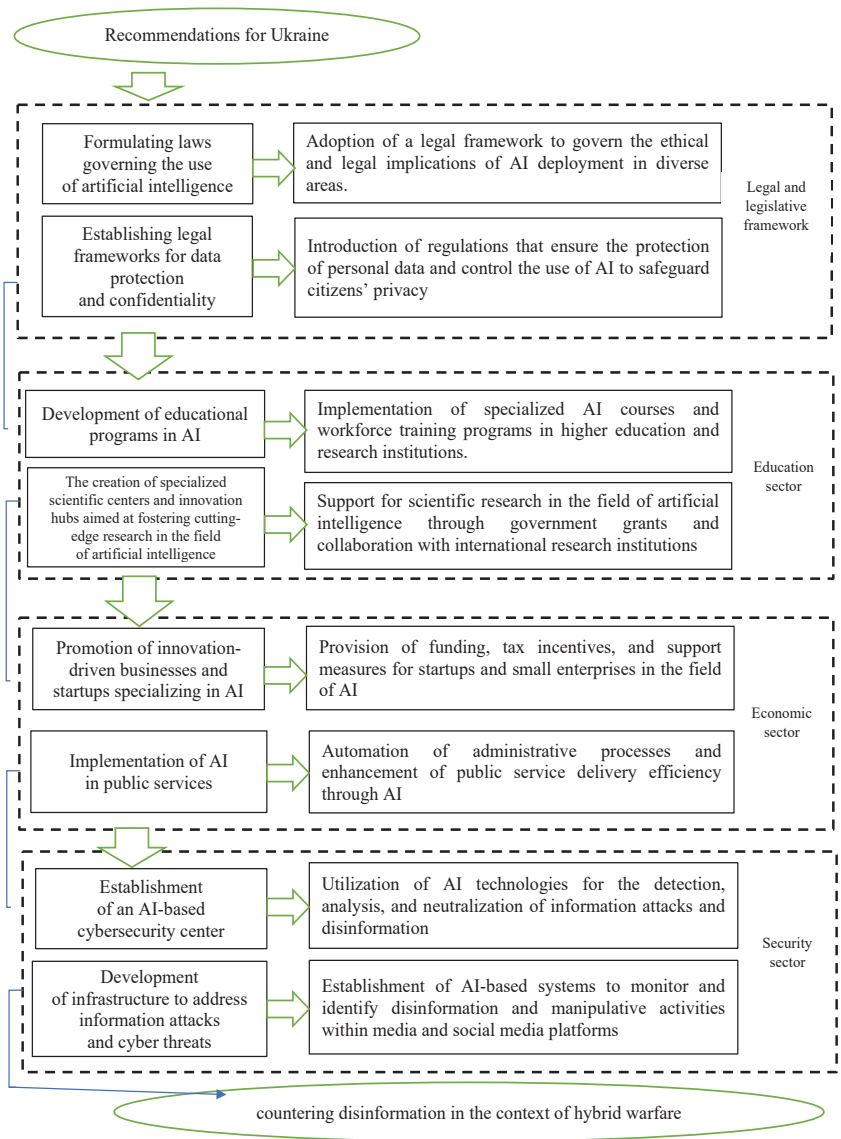 Recommendations for Ukraine
Formulating laws
governing the use
of artificial intelligence
Adoption of a legal framework to govern the ethical
and legal implications of AI deployment in diverse
areas.
Legal and
legislative
framework
Establishing legal
frameworks for data
protection
and confidentiality
Introduction of regulations that ensure the protection
of personal data and control the use of AI to safeguard
citizens’ privacy
Development of educational
programs in AI
Implementation of specialized AI courses and
workforce training programs in higher education and
research institutions.
Education
sector
The creation of specialized
scientific centers and innovation
hubs aimed at fostering cutting-
edge research in the field
of artificial intelligence
Support for scientific research in the field of artificial
intelligence through government grants and
collaboration with international research institutions
Promotion of innovation-
driven businesses and
startups specializing in AI
Provision of funding, tax incentives, and support
measures for startups and small enterprises in the field
of AI
Economic
sector
Implementation of AI
in public services
Automation of administrative processes and
enhancement of public service delivery efficiency
through AI
Establishment
of an AI-based
cybersecurity center
Utilization of AI technologies for the detection,
analysis, and neutralization of information attacks and
disinformation
Security
sector
Development
of infrastructure to address
information attacks
and cyber threats
Establishment of AI-based systems to monitor and
identify disinformation and manipulative activities
within media and social media platforms
countering disinformation in the context of hybrid warfare